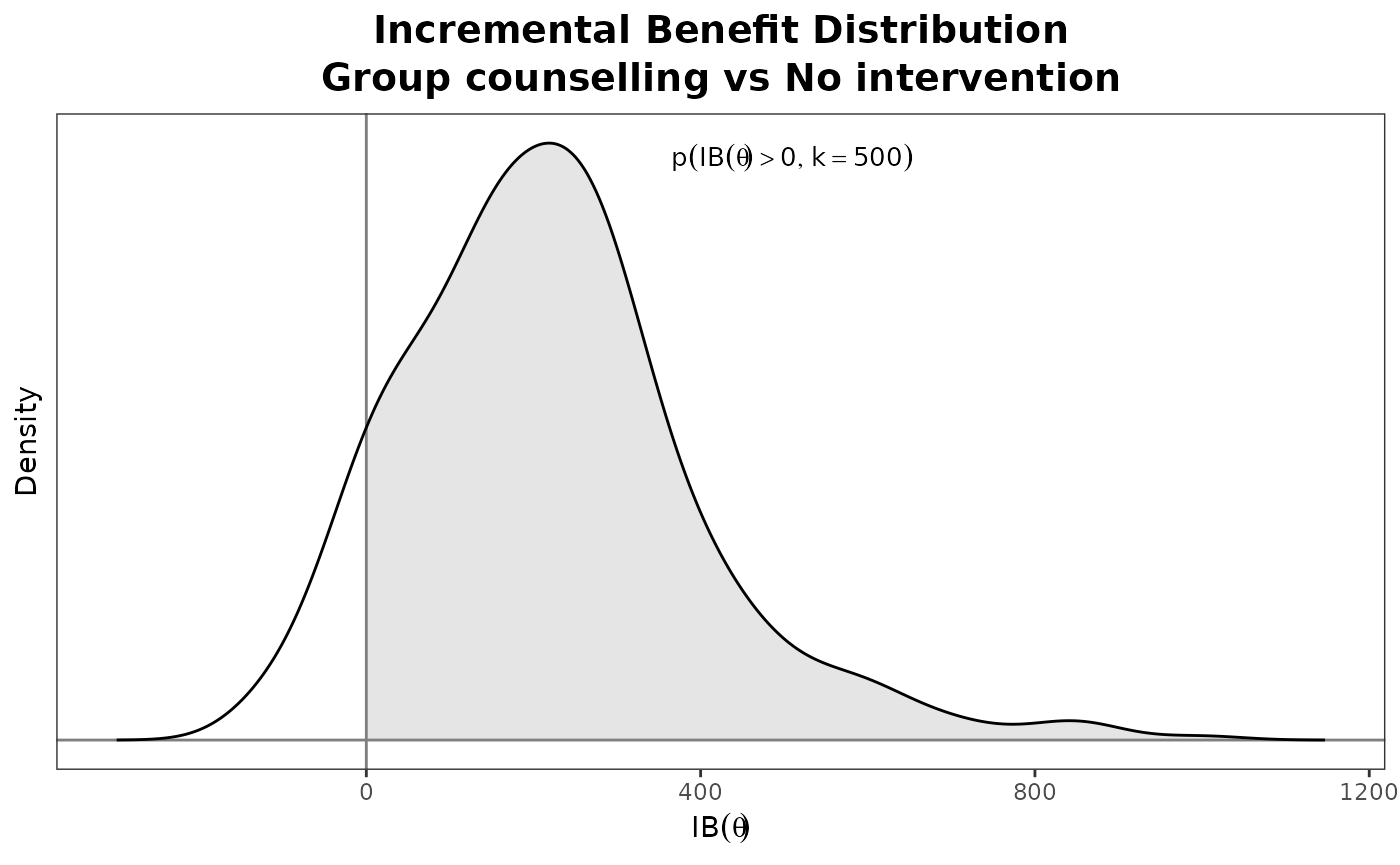 Incremental Benefit Distribution
Group counselling vs No intervention
p(IB(θ) > 0, k = 500)
Density
0 400 800 1200
IB(θ)